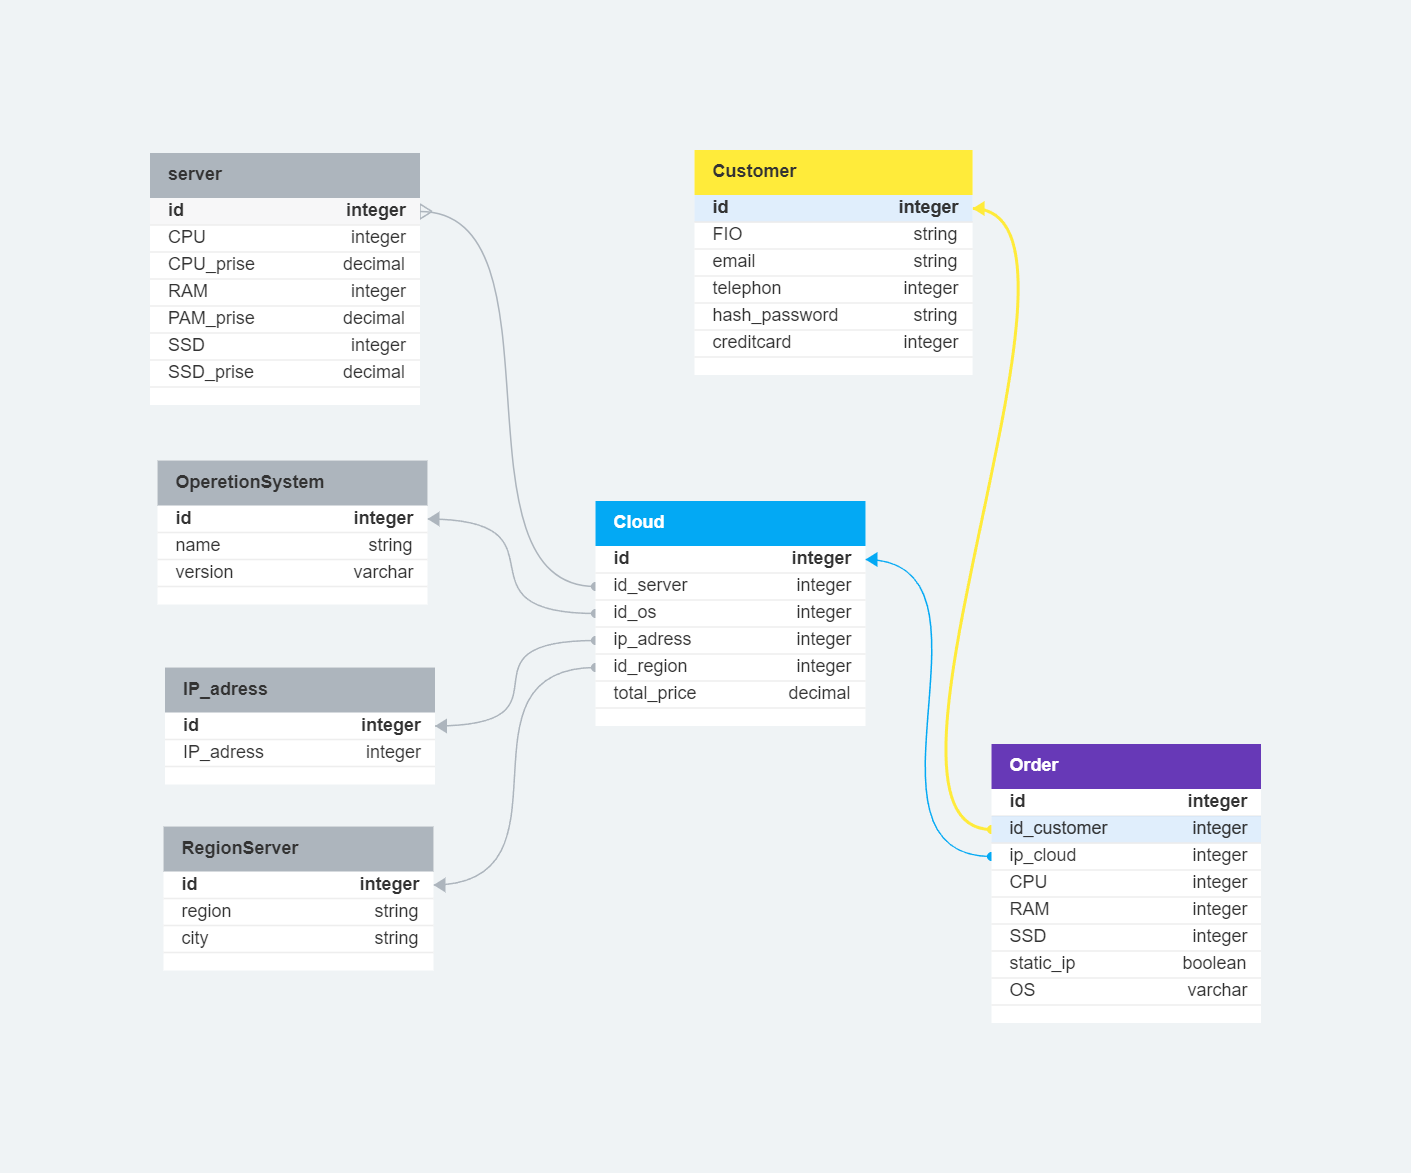 server
id integer
CPU integer
CPU_prise decimal
RAM integer
PAM_prise decimal
SSD integer
SSD_prise decimal
Customer
id integer
FIO string
email string
telephon integer
hash_password string
creditcard integer
OperetionSystem
id integer
name string
version varchar
Cloud
id integer
id_server integer
id_os integer
ip_adress integer
id_region integer
total_price decimal
IP_adress
id integer
IP_adress integer
RegionServer
id integer
region string
city string
Order
id integer
id_customer integer
ip_cloud integer
CPU integer
RAM integer
SSD integer
static_ip boolean
OS varchar